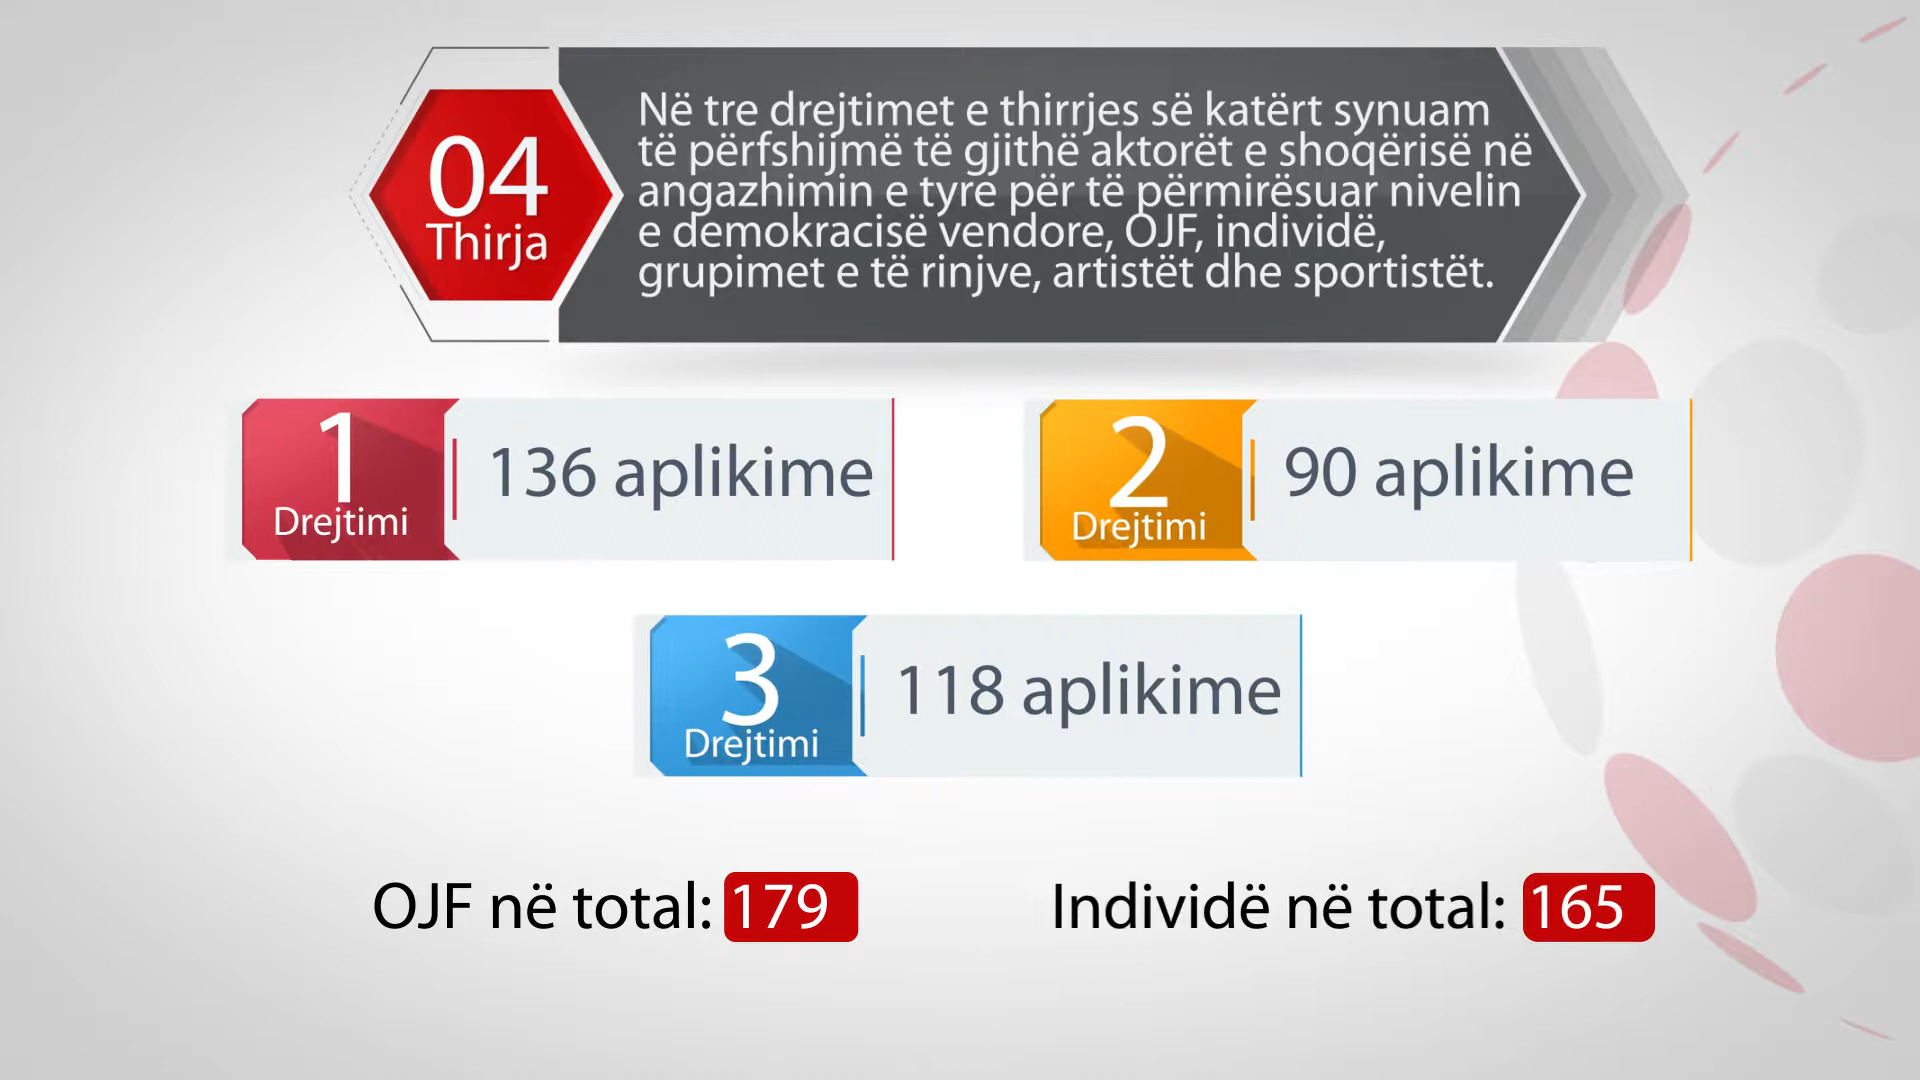 04
Thirja
Në tre drejtimet e thirrjes së katërt synuam
të përfshijmë të gjithë aktorët e shoqërisë në
angazhimin e tyre për të përmirësuar nivelin
e demokracisë vendore, OJF, individë,
grupimet e të rinjve, artistët dhe sportistët.
1
Drejtimi
136 aplikime
2
Drejtimi
90 aplikime
3
Drejtimi
118 aplikime
OJF në total: 179
Individë në total: 165